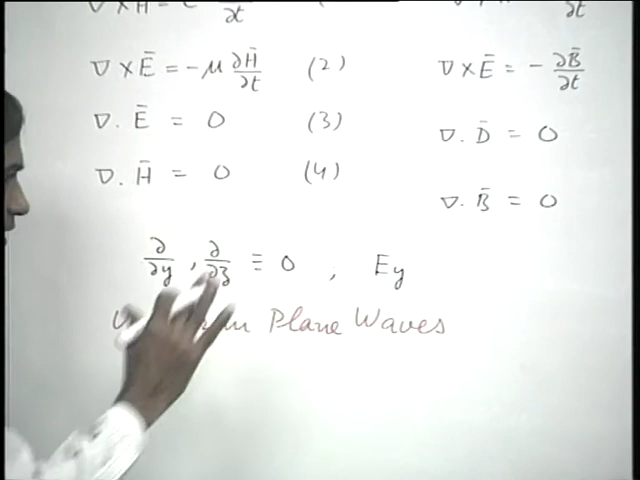 ∇ × H̄ = ∂t
∂t
∇ × Ē = -μ ∂H̄/∂t (2)
∇ × Ē = - ∂B̄/∂t
∇ . Ē = 0 (3)
∇ . D̄ = 0
∇ . H̄ = 0 (4)
∇ . B̄ = 0
∂/∂y , ∂/∂z ≡ 0 , Ey
Plane Waves